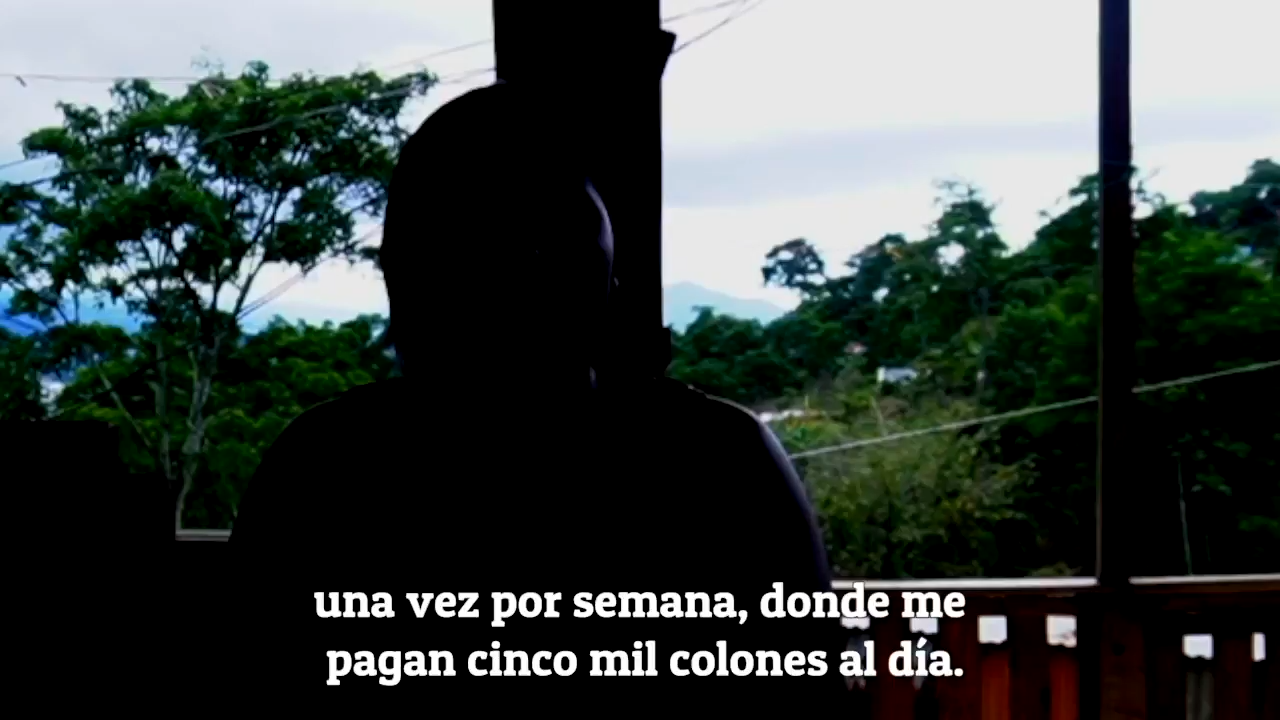 una vez por semana, donde me
pagan cinco mil colones al día.